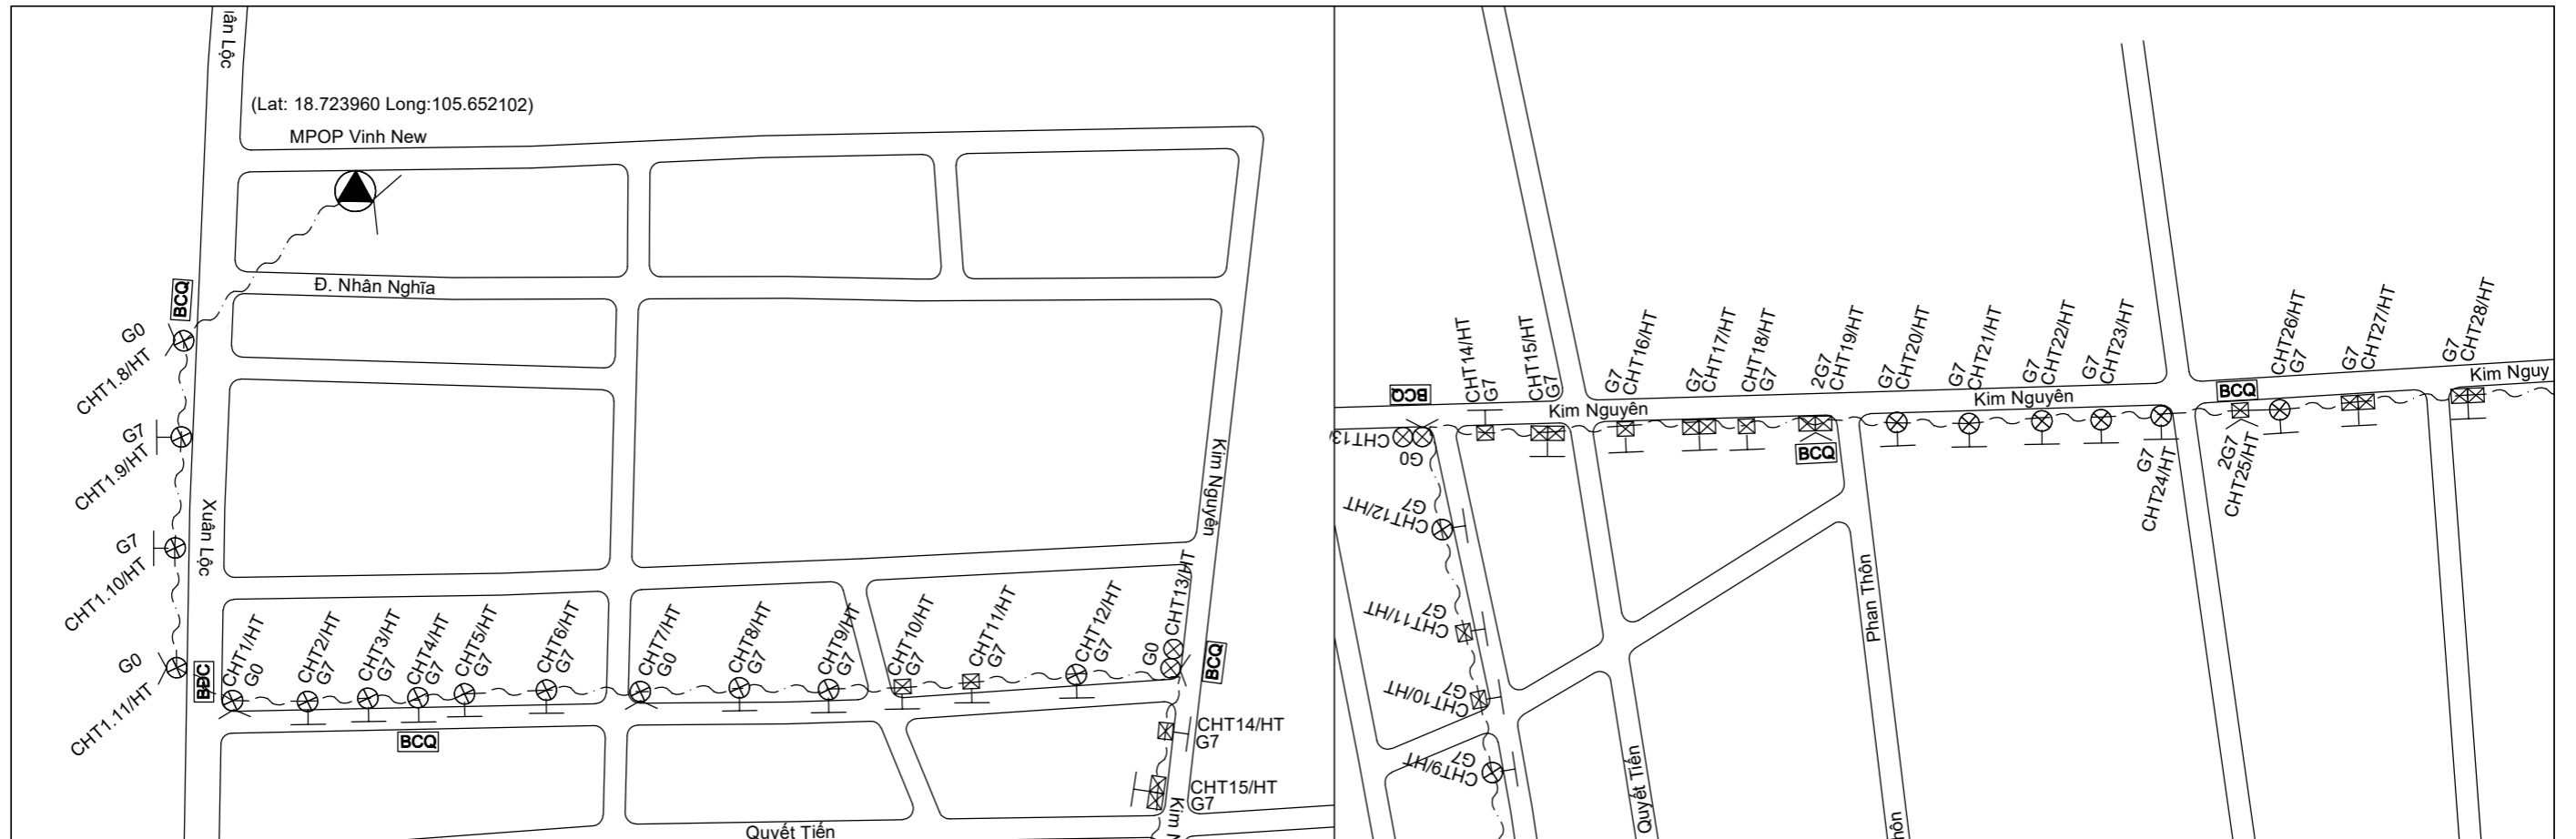 (Lat: 18.723960 Long:105.652102)
MPOP Vinh New
Đ. Nhân Nghĩa
BCQ
G0
CHT1.8/HT
G7
CHT1.9/HT
Xuân Lộc
G7
CHT1.10/HT
G0
CHT1.11/HT
BĐC
CHT1/HT
G0
CHT2/HT
G7
CHT3/HT
G7
CHT4/HT
G7
CHT5/HT
G7
CHT6/HT
G7
BCQ
CHT7/HT
G0
CHT8/HT
G7
CHT9/HT
G7
CHT10/HT
G7
CHT11/HT
G7
CHT12/HT
G7
G0
CHT13/HT
BCQ
Kim Nguyên
CHT14/HT
G7
CHT15/HT
G7
Quyết Tiến
BCQ
CHT13
G0
CHT12/HT
G7
CHT11/HT
G7
CHT10/HT
G7
CHT9/HT
G7
CHT14/HT
G7
CHT15/HT
G7
Kim Nguyên
G7
CHT16/HT
G7
CHT17/HT
CHT18/HT
G7
2G7
CHT19/HT
BCQ
G7
CHT20/HT
G7
CHT21/HT
Kim Nguyên
G7
CHT22/HT
G7
CHT23/HT
G7
CHT24/HT
BCQ
2G7
CHT25/HT
CHT26/HT
G7
G7
CHT27/HT
G7
CHT28/HT
Kim Nguy
Phan Thôn
Quyết Tiến